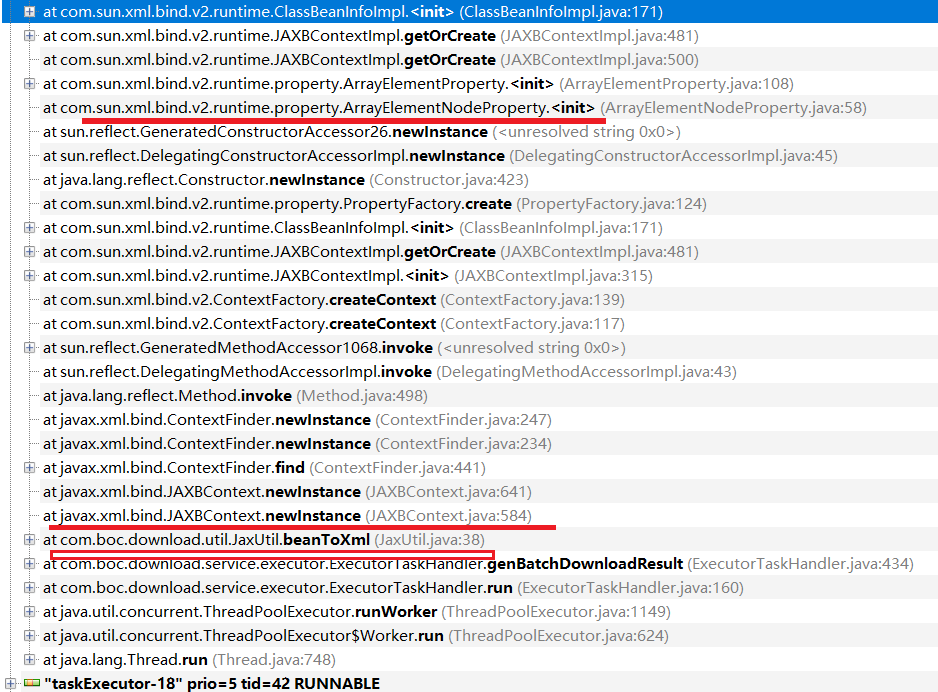 at com.sun.xml.bind.v2.runtime.ClassBeanInfoImpl.<init> (ClassBeanInfoImpl.java:171)
at com.sun.xml.bind.v2.runtime.JAXBContextImpl.getOrCreate (JAXBContextImpl.java:481)
at com.sun.xml.bind.v2.runtime.JAXBContextImpl.getOrCreate (JAXBContextImpl.java:500)
at com.sun.xml.bind.v2.runtime.property.ArrayElementProperty.<init> (ArrayElementProperty.java:108)
at com.sun.xml.bind.v2.runtime.property.ArrayElementNodeProperty.<init> (ArrayElementNodeProperty.java:58)
at sun.reflect.GeneratedConstructorAccessor26.newInstance (<unresolved string 0x0>)
at sun.reflect.DelegatingConstructorAccessorImpl.newInstance (DelegatingConstructorAccessorImpl.java:45)
at java.lang.reflect.Constructor.newInstance (Constructor.java:423)
at com.sun.xml.bind.v2.runtime.property.PropertyFactory.create (PropertyFactory.java:124)
at com.sun.xml.bind.v2.runtime.ClassBeanInfoImpl.<init> (ClassBeanInfoImpl.java:171)
at com.sun.xml.bind.v2.runtime.JAXBContextImpl.getOrCreate (JAXBContextImpl.java:481)
at com.sun.xml.bind.v2.runtime.JAXBContextImpl.<init> (JAXBContextImpl.java:315)
at com.sun.xml.bind.v2.ContextFactory.createContext (ContextFactory.java:139)
at com.sun.xml.bind.v2.ContextFactory.createContext (ContextFactory.java:117)
at sun.reflect.GeneratedMethodAccessor1068.invoke (<unresolved string 0x0>)
at sun.reflect.DelegatingMethodAccessorImpl.invoke (DelegatingMethodAccessorImpl.java:43)
at java.lang.reflect.Method.invoke (Method.java:498)
at javax.xml.bind.ContextFinder.newInstance (ContextFinder.java:247)
at javax.xml.bind.ContextFinder.newInstance (ContextFinder.java:234)
at javax.xml.bind.ContextFinder.find (ContextFinder.java:441)
at javax.xml.bind.JAXBContext.newInstance (JAXBContext.java:641)
at javax.xml.bind.JAXBContext.newInstance (JAXBContext.java:584)
at com.boc.download.util.JaxUtil.beanToXml (JaxUtil.java:38)
at com.boc.download.service.executor.ExecutorTaskHandler.genBatchDownloadResult (ExecutorTaskHandler.java:434)
at com.boc.download.service.executor.ExecutorTaskHandler.run (ExecutorTaskHandler.java:160)
at java.util.concurrent.ThreadPoolExecutor.runWorker (ThreadPoolExecutor.java:1149)
at java.util.concurrent.ThreadPoolExecutor$Worker.run (ThreadPoolExecutor.java:624)
at java.lang.Thread.run (Thread.java:748)
"taskExecutor-18" prio=5 tid=42 RUNNABLE